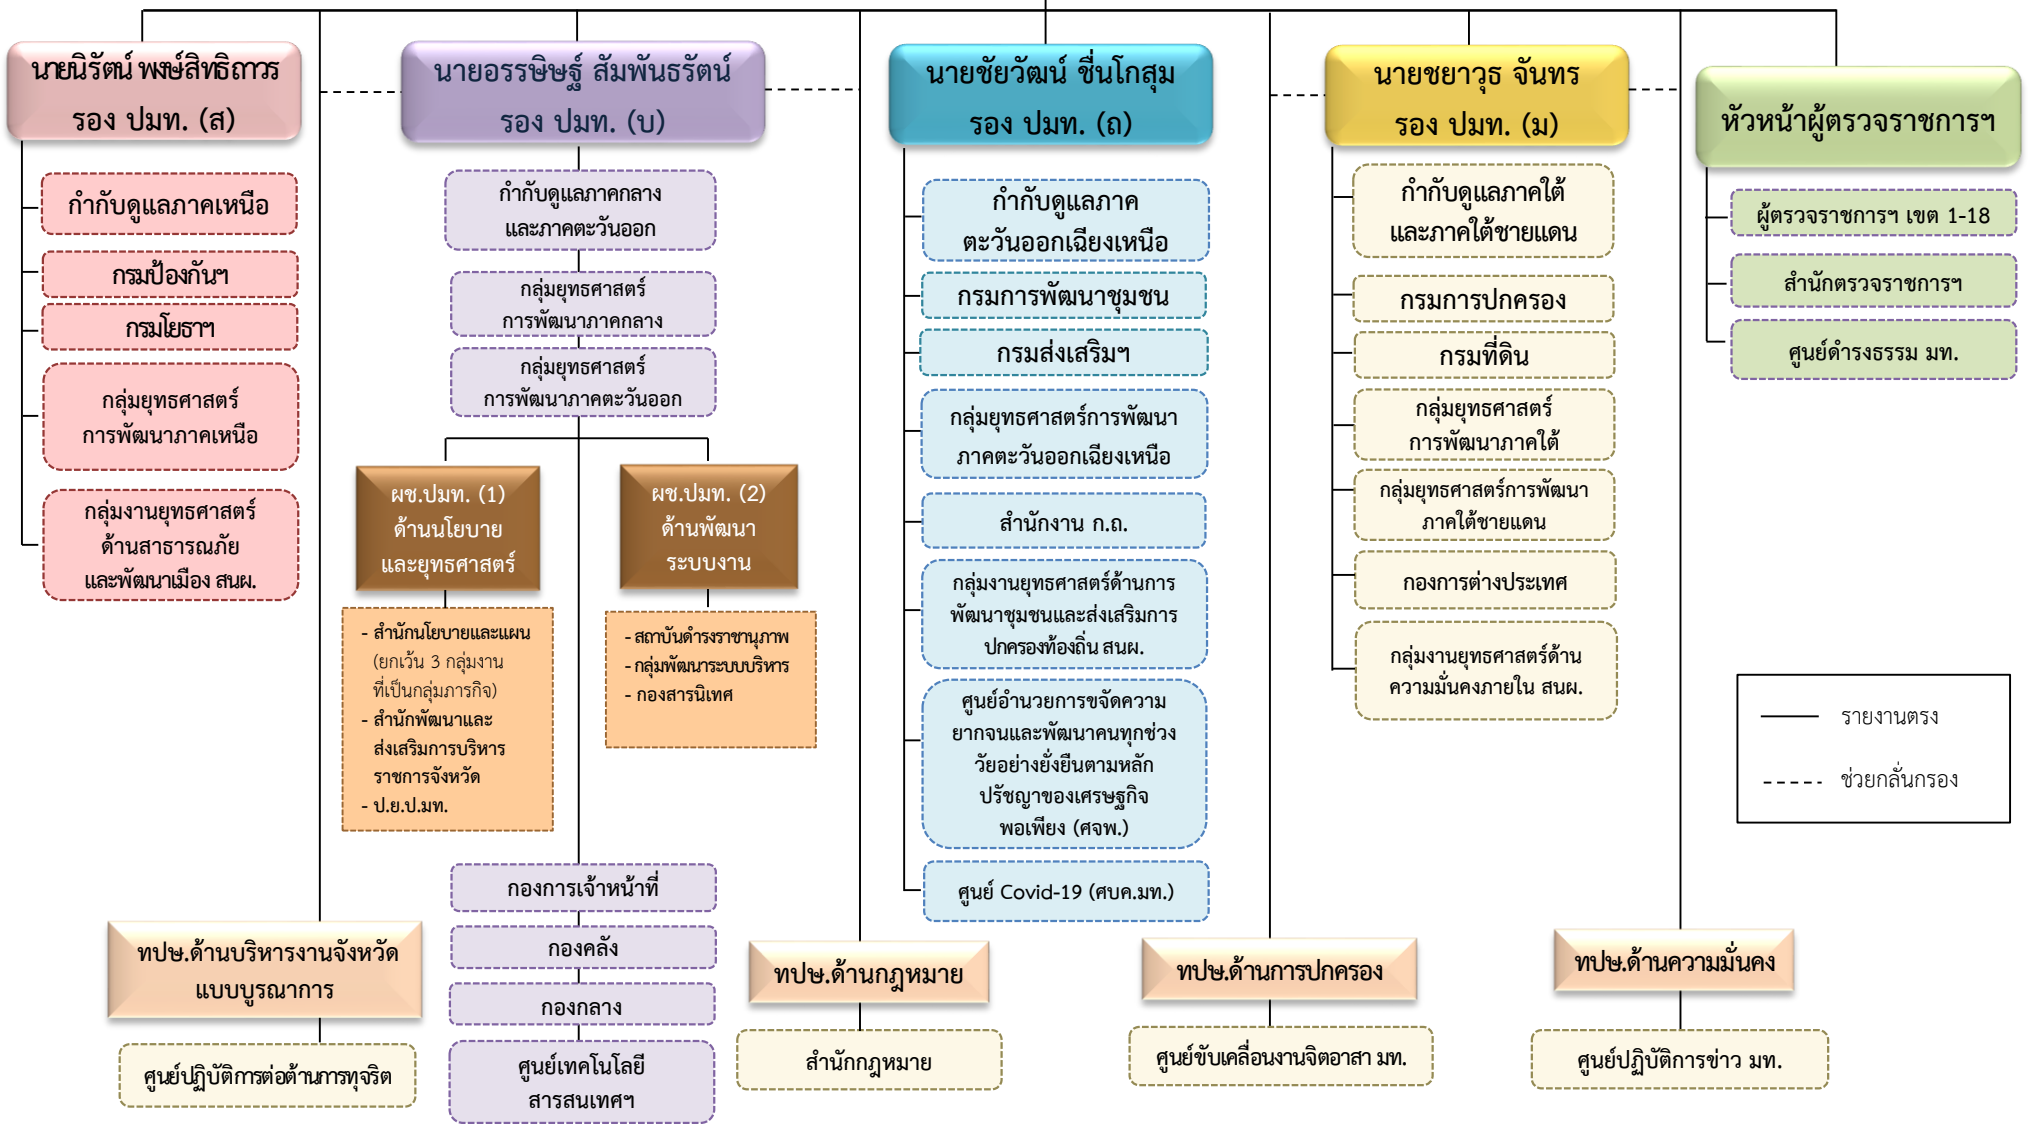 นายนิรัตน์ พงษ์สิทธิถาวร
รอง ปมท. (ส)
กำกับดูแลภาคเหนือ
กรมป้องกันฯ
กรมโยธาฯ
กลุ่มยุทธศาสตร์
การพัฒนาภาคเหนือ
กลุ่มงานยุทธศาสตร์
ด้านสาธารณภัย
และพัฒนาเมือง สนผ.
นายอรรษิษฐ์ สัมพันธรัตน์
รอง ปมท. (บ)
กำกับดูแลภาคกลาง
และภาคตะวันออก
กลุ่มยุทธศาสตร์
การพัฒนาภาคกลาง
กลุ่มยุทธศาสตร์
การพัฒนาภาคตะวันออก
ผช.ปมท. (1)
ด้านนโยบาย
และยุทธศาสตร์
- สำนักนโยบายและแผน
(ยกเว้น 3 กลุ่มงาน
ที่เป็นกลุ่มภารกิจ)
- สำนักพัฒนาและ
ส่งเสริมการบริหาร
ราชการจังหวัด
- ป.ย.ป.มท.
ผช.ปมท. (2)
ด้านพัฒนา
ระบบงาน
- สถาบันดำรงราชานุภาพ
- กลุ่มพัฒนาระบบบริหาร
- กองสารนิเทศ
กองการเจ้าหน้าที่
กองคลัง
กองกลาง
ศูนย์เทคโนโลยี
สารสนเทศฯ
นายชัยวัฒน์ ชื่นโกสุม
รอง ปมท. (ถ)
กำกับดูแลภาค
ตะวันออกเฉียงเหนือ
กรมการพัฒนาชุมชน
กรมส่งเสริมฯ
กลุ่มยุทธศาสตร์การพัฒนา
ภาคตะวันออกเฉียงเหนือ
สำนักงาน ก.ถ.
กลุ่มงานยุทธศาสตร์ด้านการ
พัฒนาชุมชนและส่งเสริมการ
ปกครองท้องถิ่น สนผ.
ศูนย์อำนวยการขจัดความ
ยากจนและพัฒนาคนทุกช่วง
วัยอย่างยั่งยืนตามหลัก
ปรัชญาของเศรษฐกิจ
พอเพียง (ศจพ.)
ศูนย์ Covid-19 (ศบค.มท.)
นายชยาวุธ จันทร
รอง ปมท. (ม)
กำกับดูแลภาคใต้
และภาคใต้ชายแดน
กรมการปกครอง
กรมที่ดิน
กลุ่มยุทธศาสตร์
การพัฒนาภาคใต้
กลุ่มยุทธศาสตร์การพัฒนา
ภาคใต้ชายแดน
กองการต่างประเทศ
กลุ่มงานยุทธศาสตร์ด้าน
ความมั่นคงภายใน สนผ.
หัวหน้าผู้ตรวจราชการฯ
ผู้ตรวจราชการฯ เขต 1-18
สำนักตรวจราชการฯ
ศูนย์ดำรงธรรม มท.
รายงานตรง
ช่วยกลั่นกรอง
ทปษ.ด้านบริหารงานจังหวัด
แบบบูรณาการ
ศูนย์ปฏิบัติการต่อต้านการทุจริต
ทปษ.ด้านกฎหมาย
สำนักกฎหมาย
ทปษ.ด้านการปกครอง
ศูนย์ขับเคลื่อนงานจิตอาสา มท.
ทปษ.ด้านความมั่นคง
ศูนย์ปฏิบัติการข่าว มท.